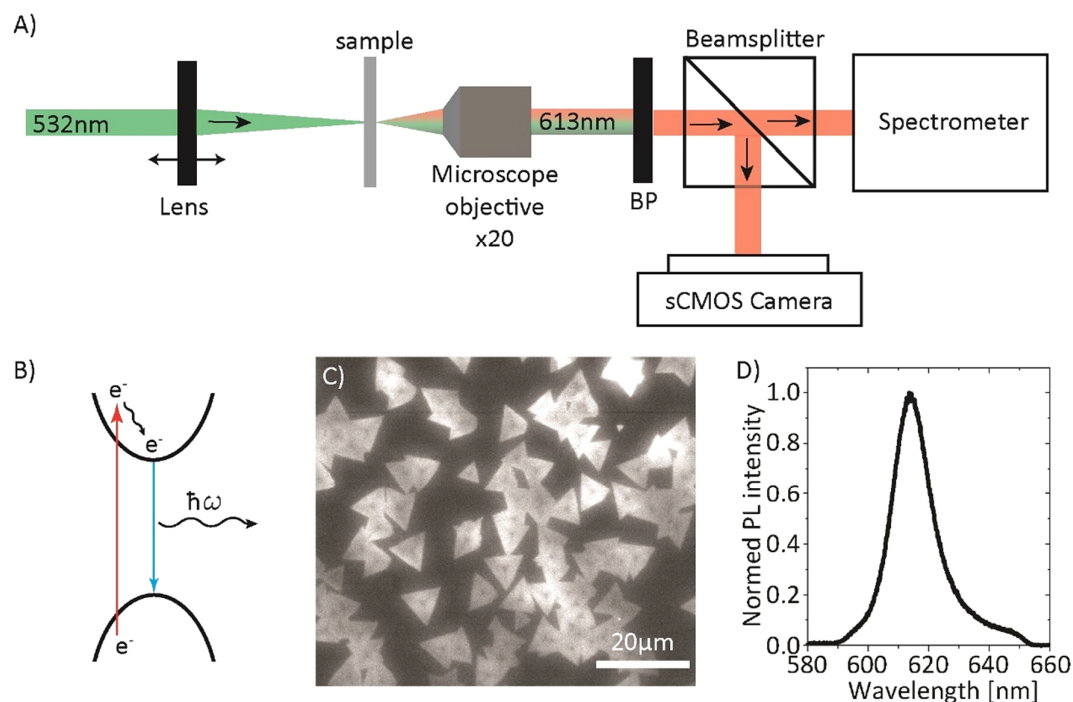 A)
532nm
Lens
sample
Microscope
objective
x20
613nm
BP
Beamsplitter
Spectrometer
sCMOS Camera
B)
e⁻
e⁻
ħω
e⁻
C)
20µm
D)
Normed PL intensity
1.0
0.8
0.6
0.4
0.2
0.0
580 600 620 640 660
Wavelength [nm]